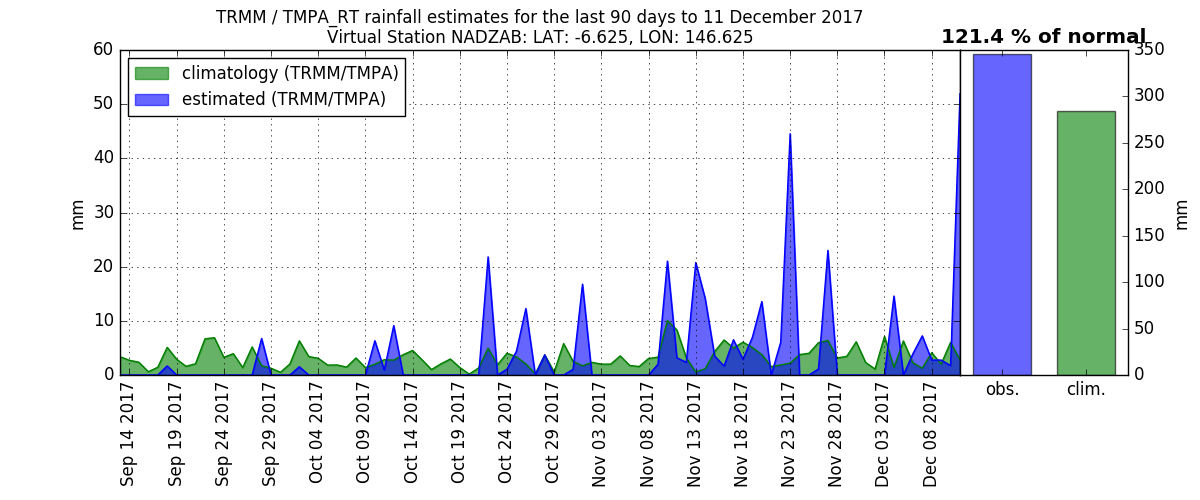 TRMM / TMPA_RT rainfall estimates for the last 90 days to 11 December 2017
Virtual Station NADZAB: LAT: -6.625, LON: 146.625
121.4 % of normal
climatology (TRMM/TMPA)
estimated (TRMM/TMPA)
mm
60
50
40
30
20
10
0
Sep 14 2017
Sep 19 2017
Sep 24 2017
Sep 29 2017
Oct 04 2017
Oct 09 2017
Oct 14 2017
Oct 19 2017
Oct 24 2017
Oct 29 2017
Nov 03 2017
Nov 08 2017
Nov 13 2017
Nov 18 2017
Nov 23 2017
Nov 28 2017
Dec 03 2017
Dec 08 2017
obs.
clim.
350
300
250
200
150
100
50
0
mm